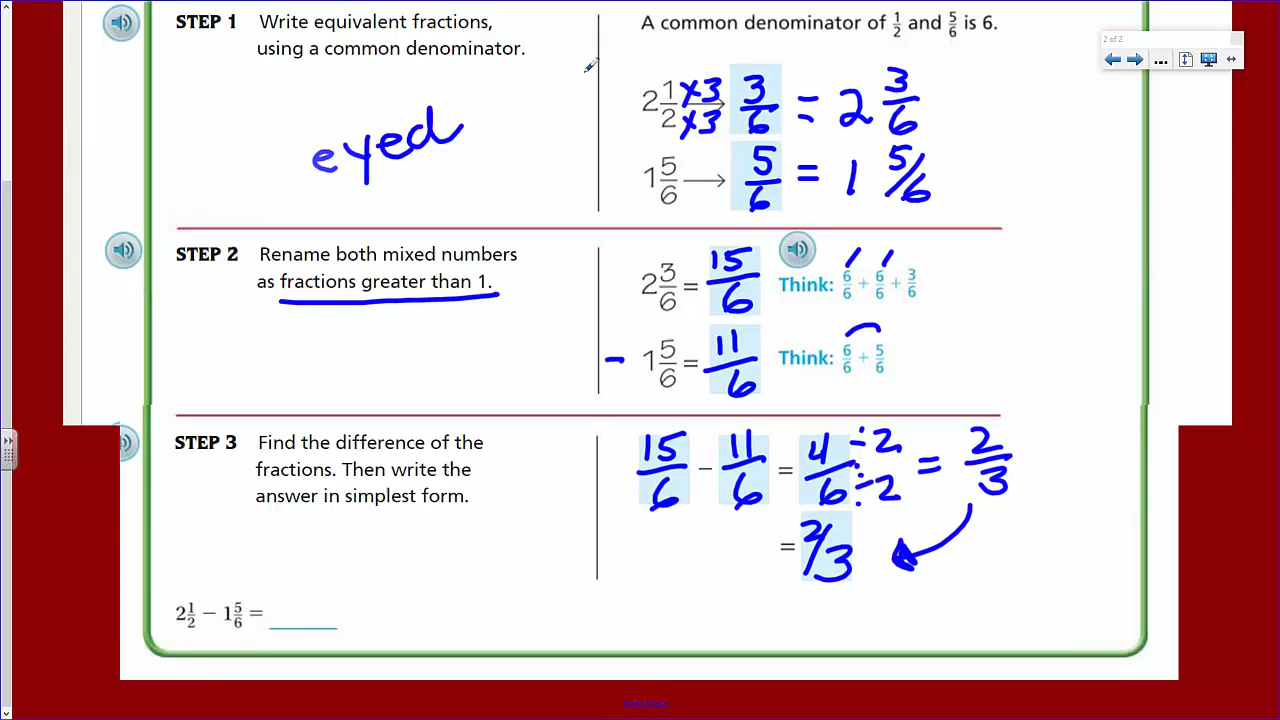 STEP 1 Write equivalent fractions,
using a common denominator.
eyed
A common denominator of 1/2 and 5/6 is 6.
2 1/2 ×3/×3 → 3/6 = 2 3/6
1 5/6 → 5/6 = 1 5/6
2 of 2
...
STEP 2 Rename both mixed numbers
as fractions greater than 1.
2 3/6 = 15/6 Think: 6/6 + 6/6 + 3/6
- 1 5/6 = 11/6 Think: 6/6 + 5/6
STEP 3 Find the difference of the
fractions. Then write the
answer in simplest form.
15/6 - 11/6 = 4/6 ÷2/÷2 = 2/3
= 2/3
2 1/2 − 1 5/6 = ______